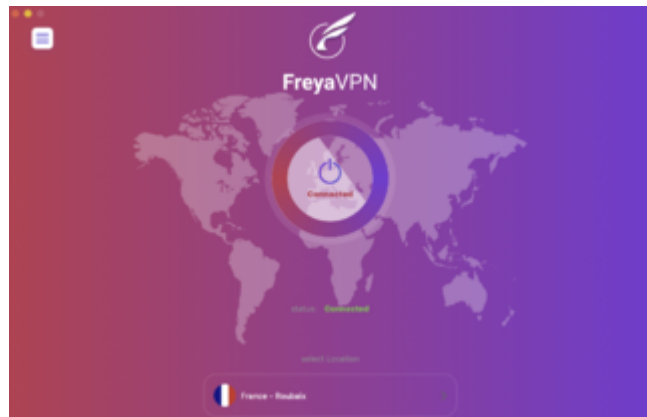 FreyaVPN
Connected
status: Connected
select Location
France - Roubaix